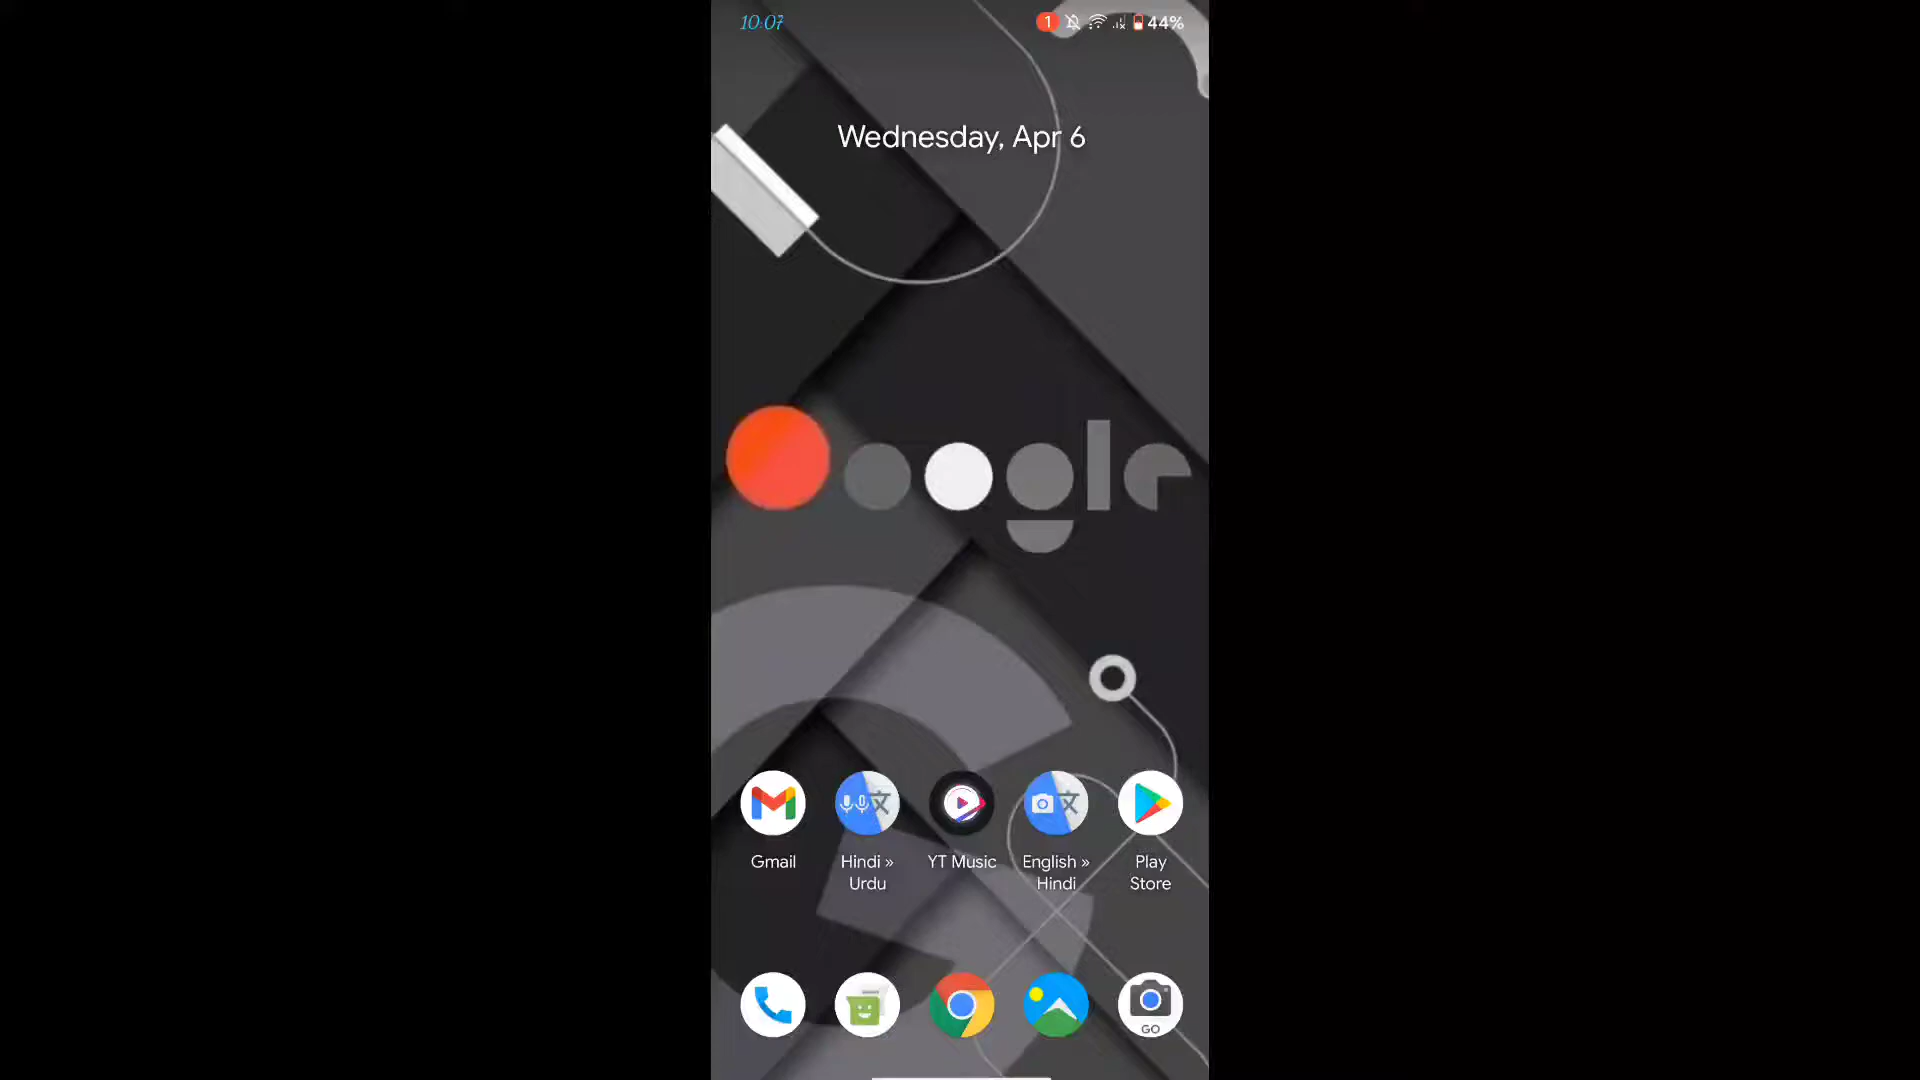 10:07
1
44%
Wednesday, Apr 6
Gmail
Hindi »
Urdu
YT Music
English »
Hindi
Play
Store
GO